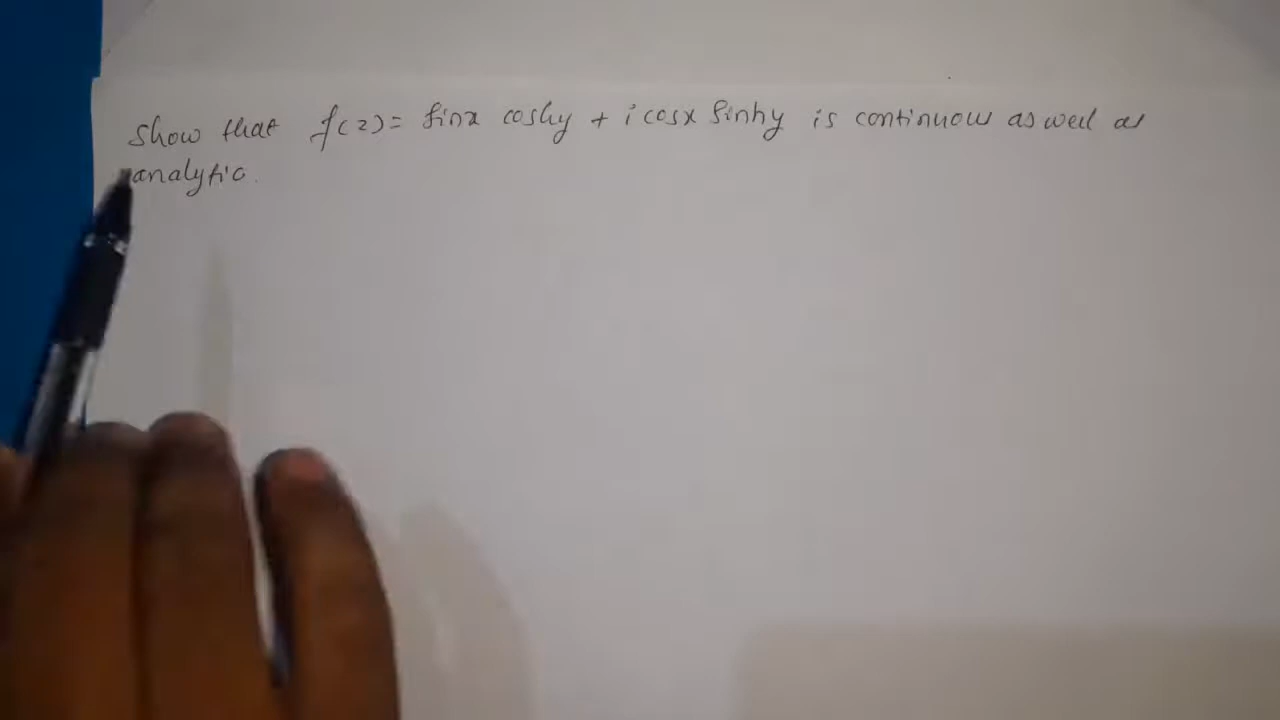 Show that f(z) = sinx coshy + i cosx sinhy is continuous as well as
analytic.